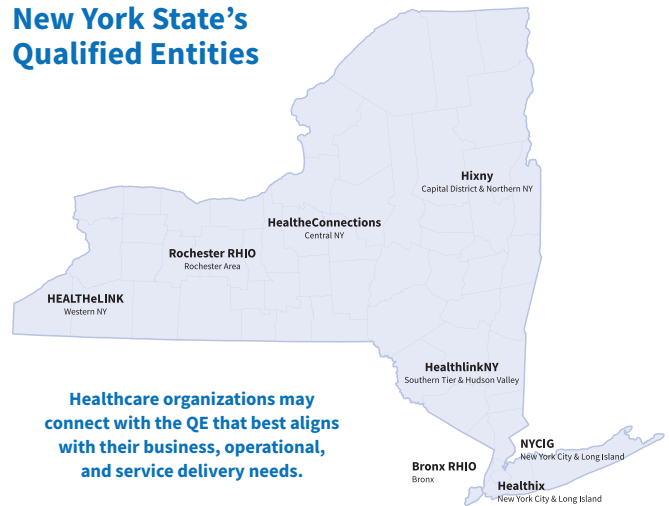 New York State’s
Qualified Entities
Hixny
Capital District & Northern NY
HealtheConnections
Central NY
Rochester RHIO
Rochester Area
HEALTHeLINK
Western NY
HealthlinkNY
Southern Tier & Hudson Valley
Healthcare organizations may
connect with the QE that best aligns
with their business, operational,
and service delivery needs.
NYCIG
New York City & Long Island
Bronx RHIO
Bronx
Healthix
New York City & Long Island